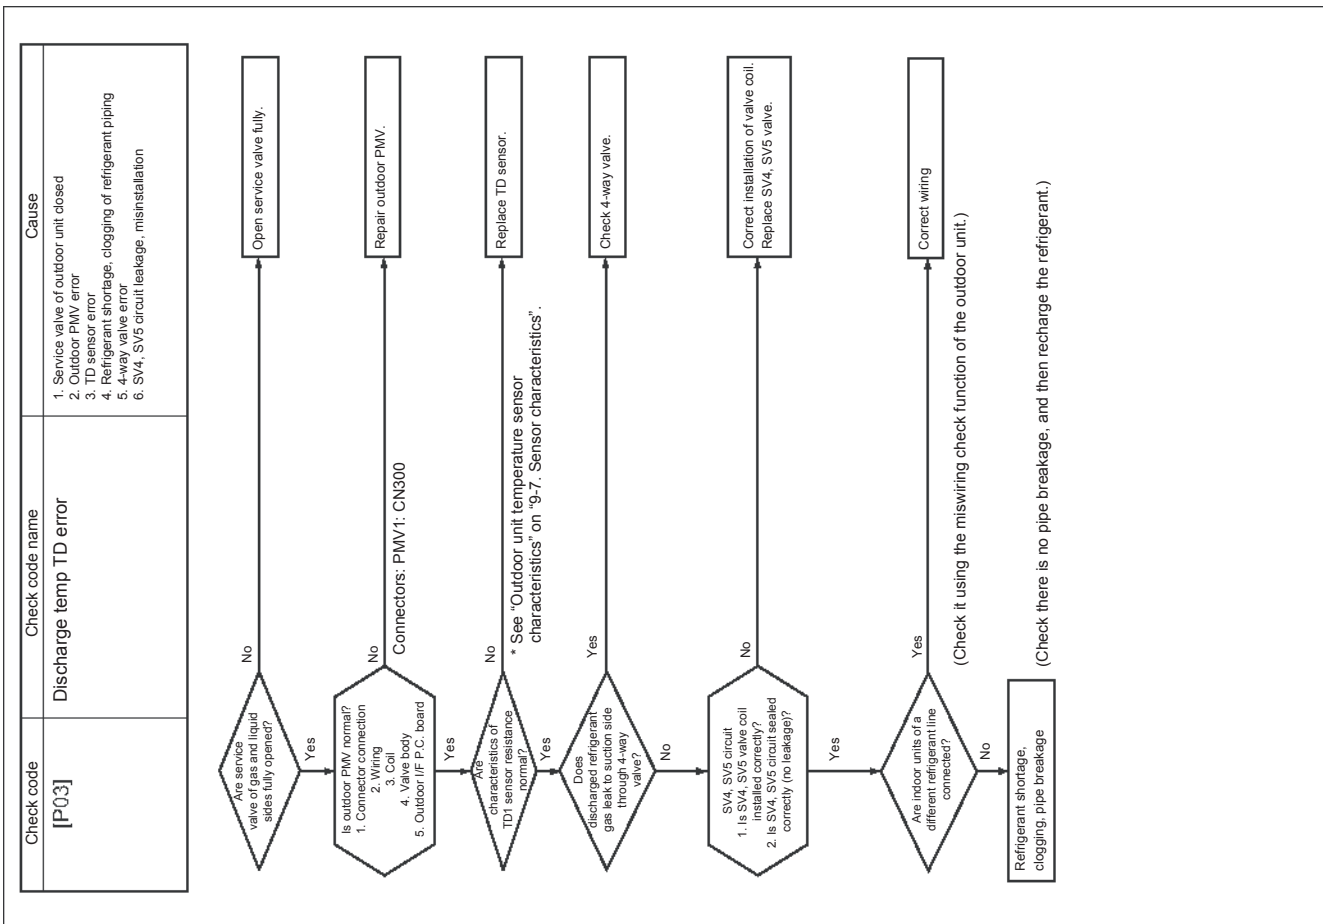 Check code
Check code name
Cause
[P03]
Discharge temp TD error
1. Service valve of outdoor unit closed
2. Outdoor PMV error
3. TD sensor error
4. Refrigerant shortage, clogging of refrigerant piping
5. 4-way valve error
6. SV4, SV5 circuit leakage, misinstallation
Are service
valve of gas and liquid
sides fully opened?
No
Open service valve fully.
Yes
Is outdoor PMV normal?
1. Connector connection
2. Wiring
3. Coil
4. Valve body
5. Outdoor I/F P.C. board
No
Repair outdoor PMV.
Connectors: PMV1: CN300
Yes
Are
characteristics of
TD1 sensor resistance
normal?
No
Replace TD sensor.
* See “Outdoor unit temperature sensor
characteristics” on “9-7. Sensor characteristics”.
Yes
Does
discharged refrigerant
gas leak to suction side
through 4-way
valve?
Yes
Check 4-way valve.
No
SV4, SV5 circuit
1. Is SV4, SV5 valve coil
installed correctly?
2. Is SV4, SV5 circuit sealed
correctly (no leakage)?
No
Correct installation of valve coil.
Replace SV4, SV5 valve.
Yes
Are indoor units of a
different refrigerant line
connected?
Yes
Correct wiring
(Check it using the miswiring check function of the outdoor unit.)
No
Refrigerant shortage,
clogging, pipe breakage
(Check there is no pipe breakage, and then recharge the refrigerant.)